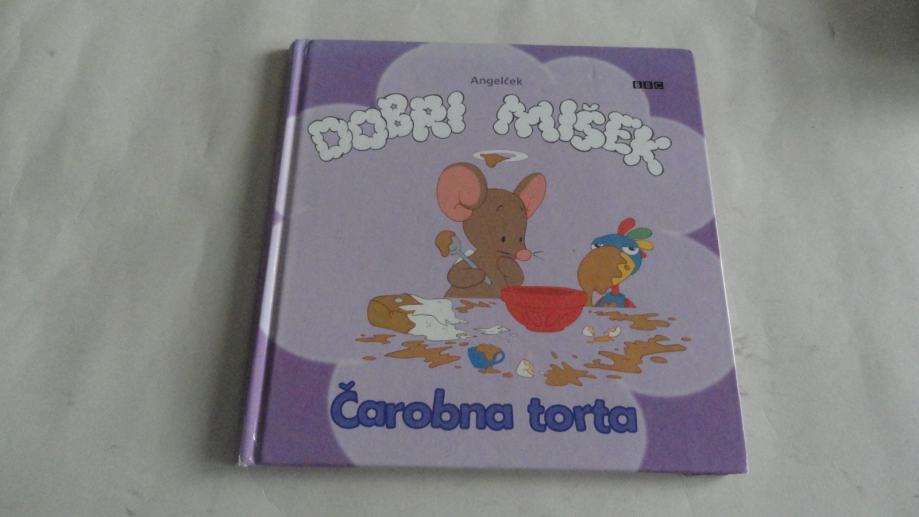 Angelček
BBC
DOBRI MIŠEK
Čarobna torta